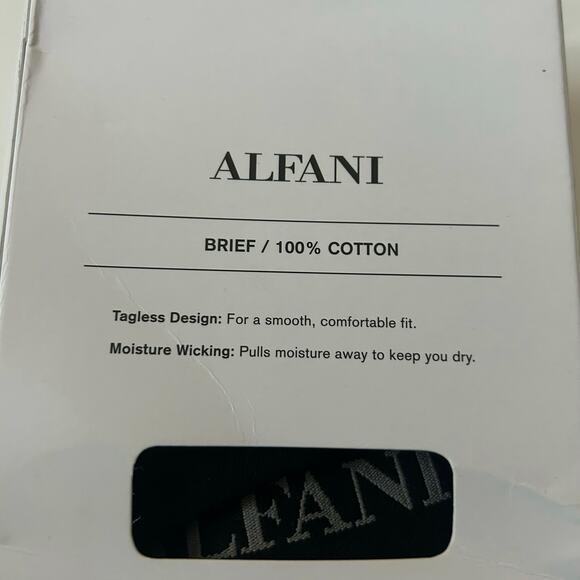 ALFANI
BRIEF / 100% COTTON
Tagless Design: For a smooth, comfortable fit.
Moisture Wicking: Pulls moisture away to keep you dry.
LFANI